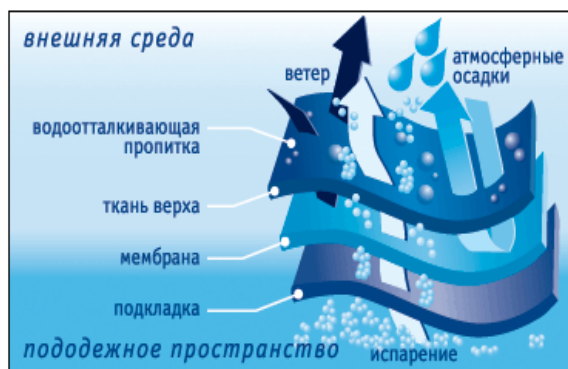 внешняя среда
ветер
атмосферные
осадки
водоотталкивающая
пропитка
ткань верха
мембрана
подкладка
пододежное пространство
испарение